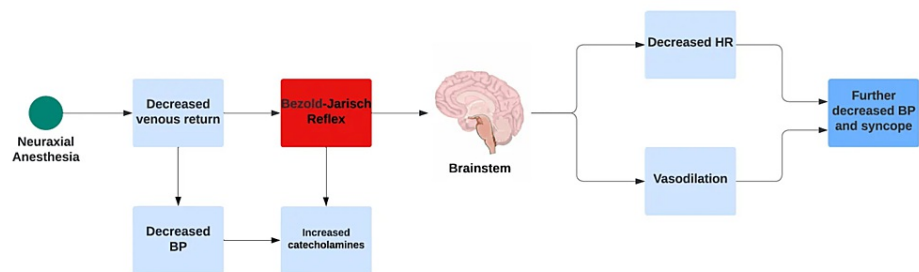 Neuraxial
Anesthesia
Decreased
venous return
Bezold-Jarisch
Reflex
Brainstem
Decreased HR
Vasodilation
Further
decreased BP
and syncope
Decreased
BP
Increased
catecholamines